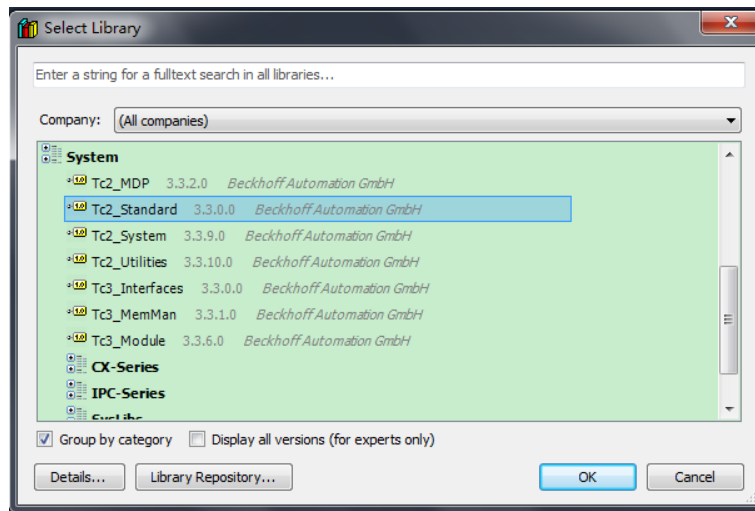 Select Library
Enter a string for a fulltext search in all libraries...
Company: (All companies)
System
Tc2_MDP 3.3.2.0 Beckhoff Automation GmbH
Tc2_Standard 3.3.0.0 Beckhoff Automation GmbH
Tc2_System 3.3.9.0 Beckhoff Automation GmbH
Tc2_Utilities 3.3.10.0 Beckhoff Automation GmbH
Tc3_Interfaces 3.3.0.0 Beckhoff Automation GmbH
Tc3_MemMan 3.3.1.0 Beckhoff Automation GmbH
Tc3_Module 3.3.6.0 Beckhoff Automation GmbH
CX-Series
IPC-Series
SysLibs
Group by category Display all versions (for experts only)
Details... Library Repository... OK Cancel